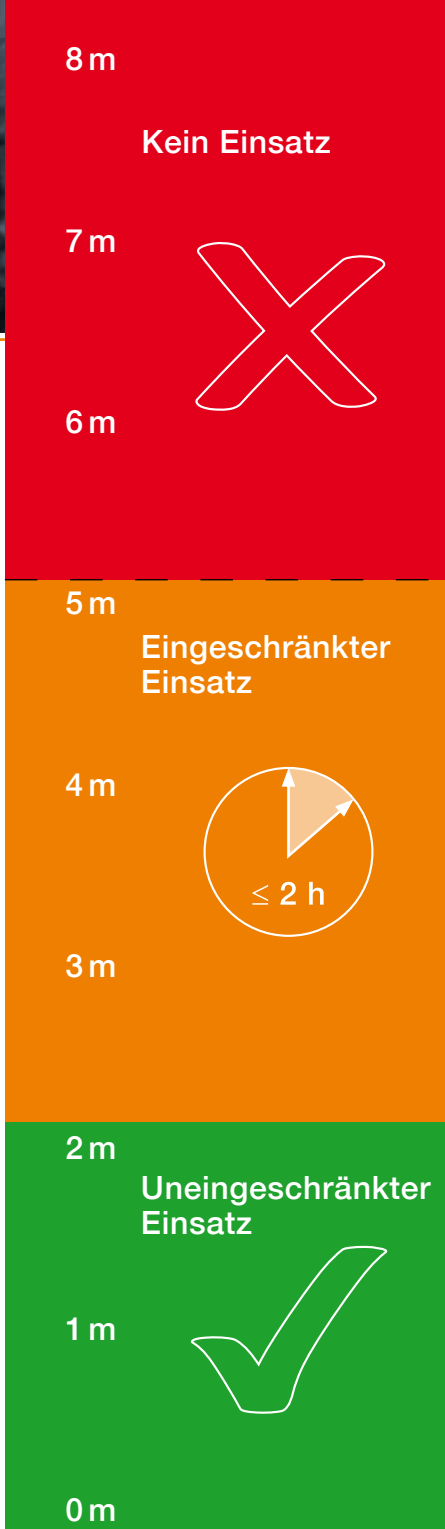 8 m
Kein Einsatz
7 m
6 m
5 m
Eingeschränkter
Einsatz
4 m
≤ 2 h
3 m
2 m
Uneingeschränkter
Einsatz
1 m
0 m